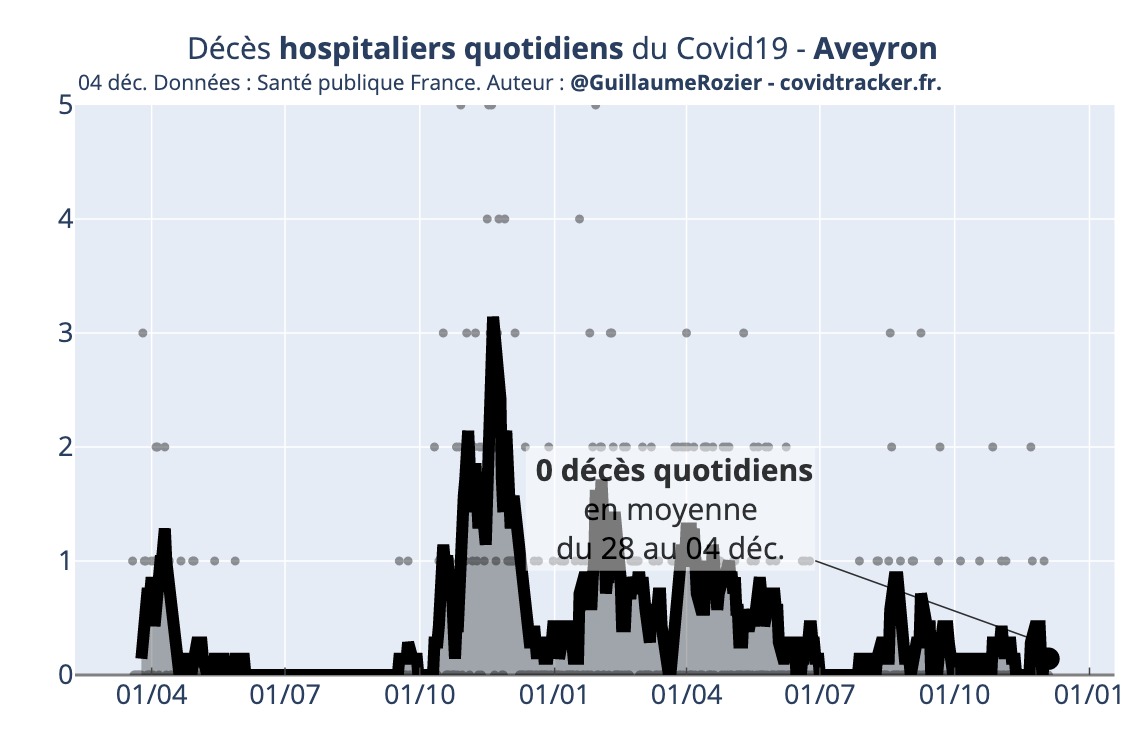 Décès hospitaliers quotidiens du Covid19 - Aveyron
04 déc. Données : Santé publique France. Auteur : @GuillaumeRozier - covidtracker.fr.
5
4
3
2
1
0
0 décès quotidiens
en moyenne
du 28 au 04 déc.
01/04 01/07 01/10 01/01 01/04 01/07 01/10 01/01